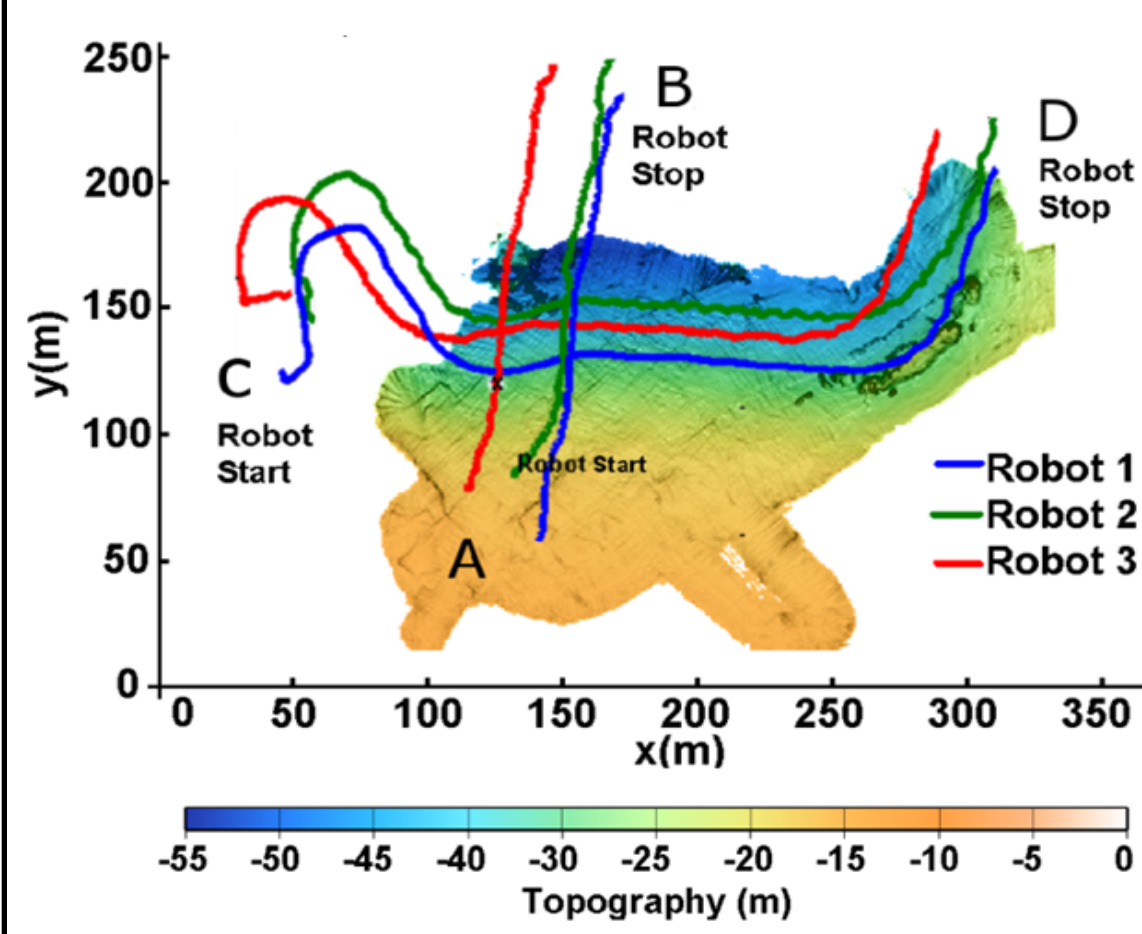 250
200
150
100
50
0
y(m)
B
Robot
Stop
D
Robot
Stop
C
Robot
Start
Robot Start
A
Robot 1
Robot 2
Robot 3
0 50 100 150 200 250 300 350
x(m)
-55 -50 -45 -40 -35 -30 -25 -20 -15 -10 -5 0
Topography (m)